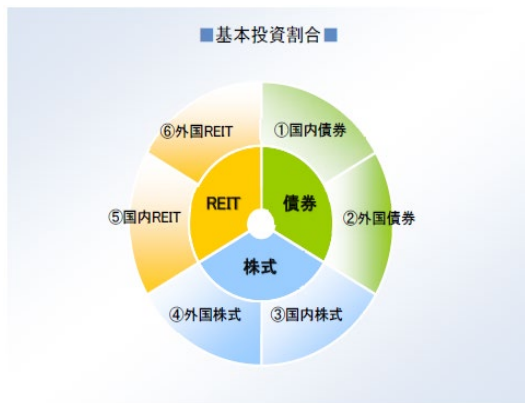 ■基本投資割合■
⑥外国REIT
①国内債券
REIT
債券
⑤国内REIT
②外国債券
株式
④外国株式
③国内株式